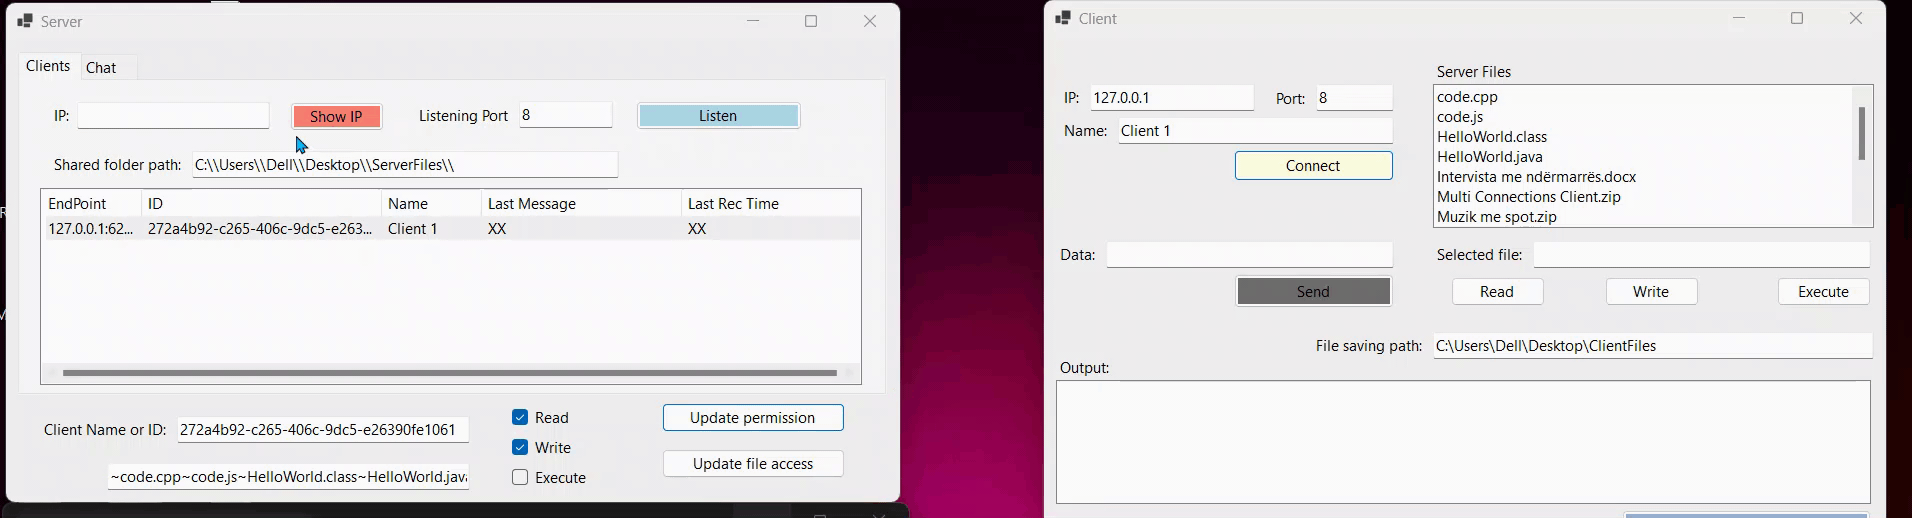 Server
Clients Chat
IP: Show IP Listening Port 8 Listen
Shared folder path: C:\\Users\\Dell\\Desktop\\ServerFiles\\
EndPoint ID Name Last Message Last Rec Time
127.0.0.1:62... 272a4b92-c265-406c-9dc5-e263... Client 1 XX XX
Client Name or ID: 272a4b92-c265-406c-9dc5-e26390fe1061
~code.cpp~code.js~HelloWorld.class~HelloWorld.java
Read
Write
Execute
Update permission
Update file access
Client
IP: 127.0.0.1 Port: 8
Name: Client 1
Connect
Server Files
code.cpp
code.js
HelloWorld.class
HelloWorld.java
Intervista me ndërmarrës.docx
Multi Connections Client.zip
Muzik me spot.zip
Data:
Send
Selected file:
Read Write Execute
File saving path: C:\Users\Dell\Desktop\ClientFiles
Output: